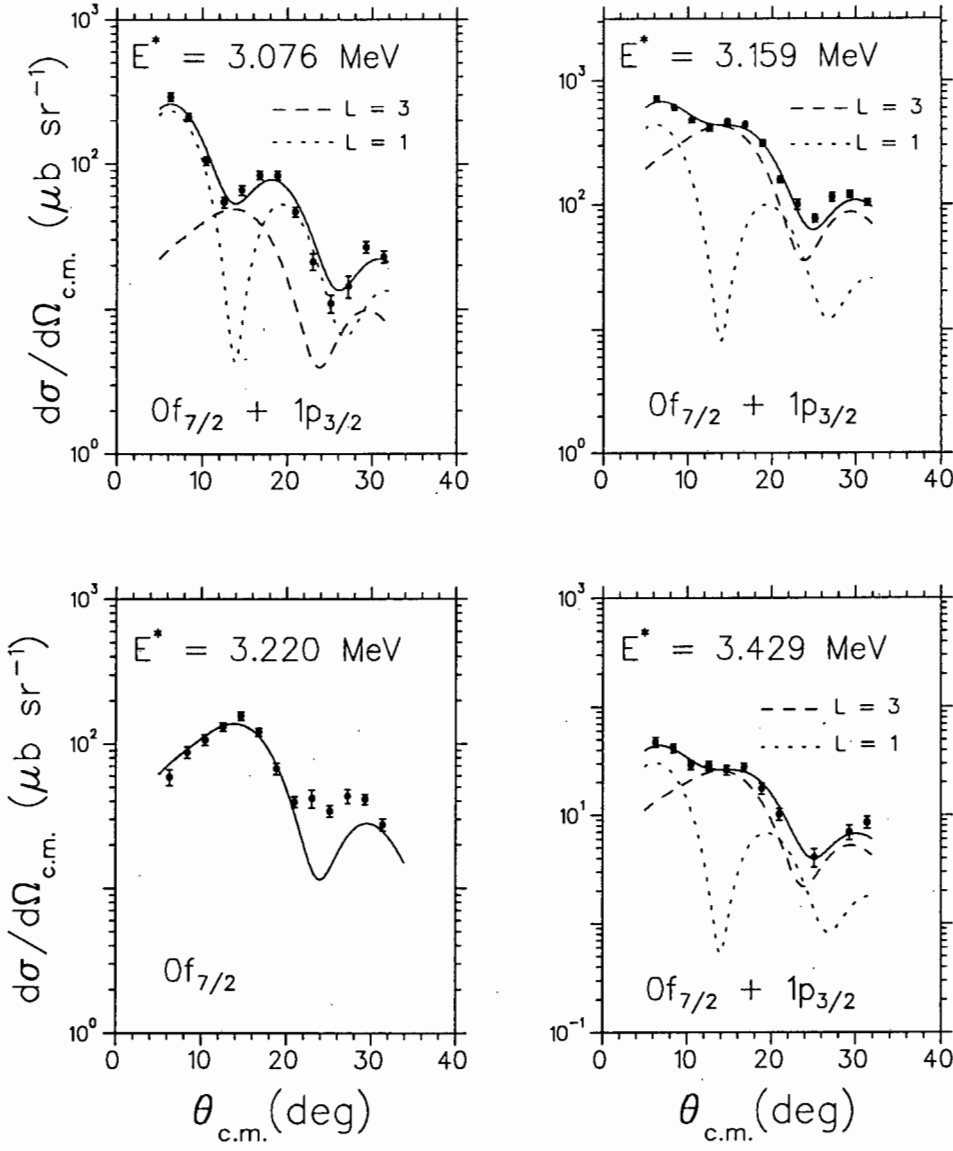 E* = 3.076 MeV
L = 3
L = 1
0f7/2 + 1p3/2
dσ/dΩc.m. (μb sr⁻¹)
10³
10²
10¹
10⁰
0 10 20 30 40
E* = 3.159 MeV
L = 3
L = 1
0f7/2 + 1p3/2
10³
10²
10⁰
0 10 20 30 40
E* = 3.220 MeV
0f7/2
dσ/dΩc.m. (μb sr⁻¹)
10³
10²
10⁰
0 10 20 30 40
θc.m.(deg)
E* = 3.429 MeV
L = 3
L = 1
0f7/2 + 1p3/2
10³
10¹
10⁻¹
0 10 20 30 40
θc.m.(deg)